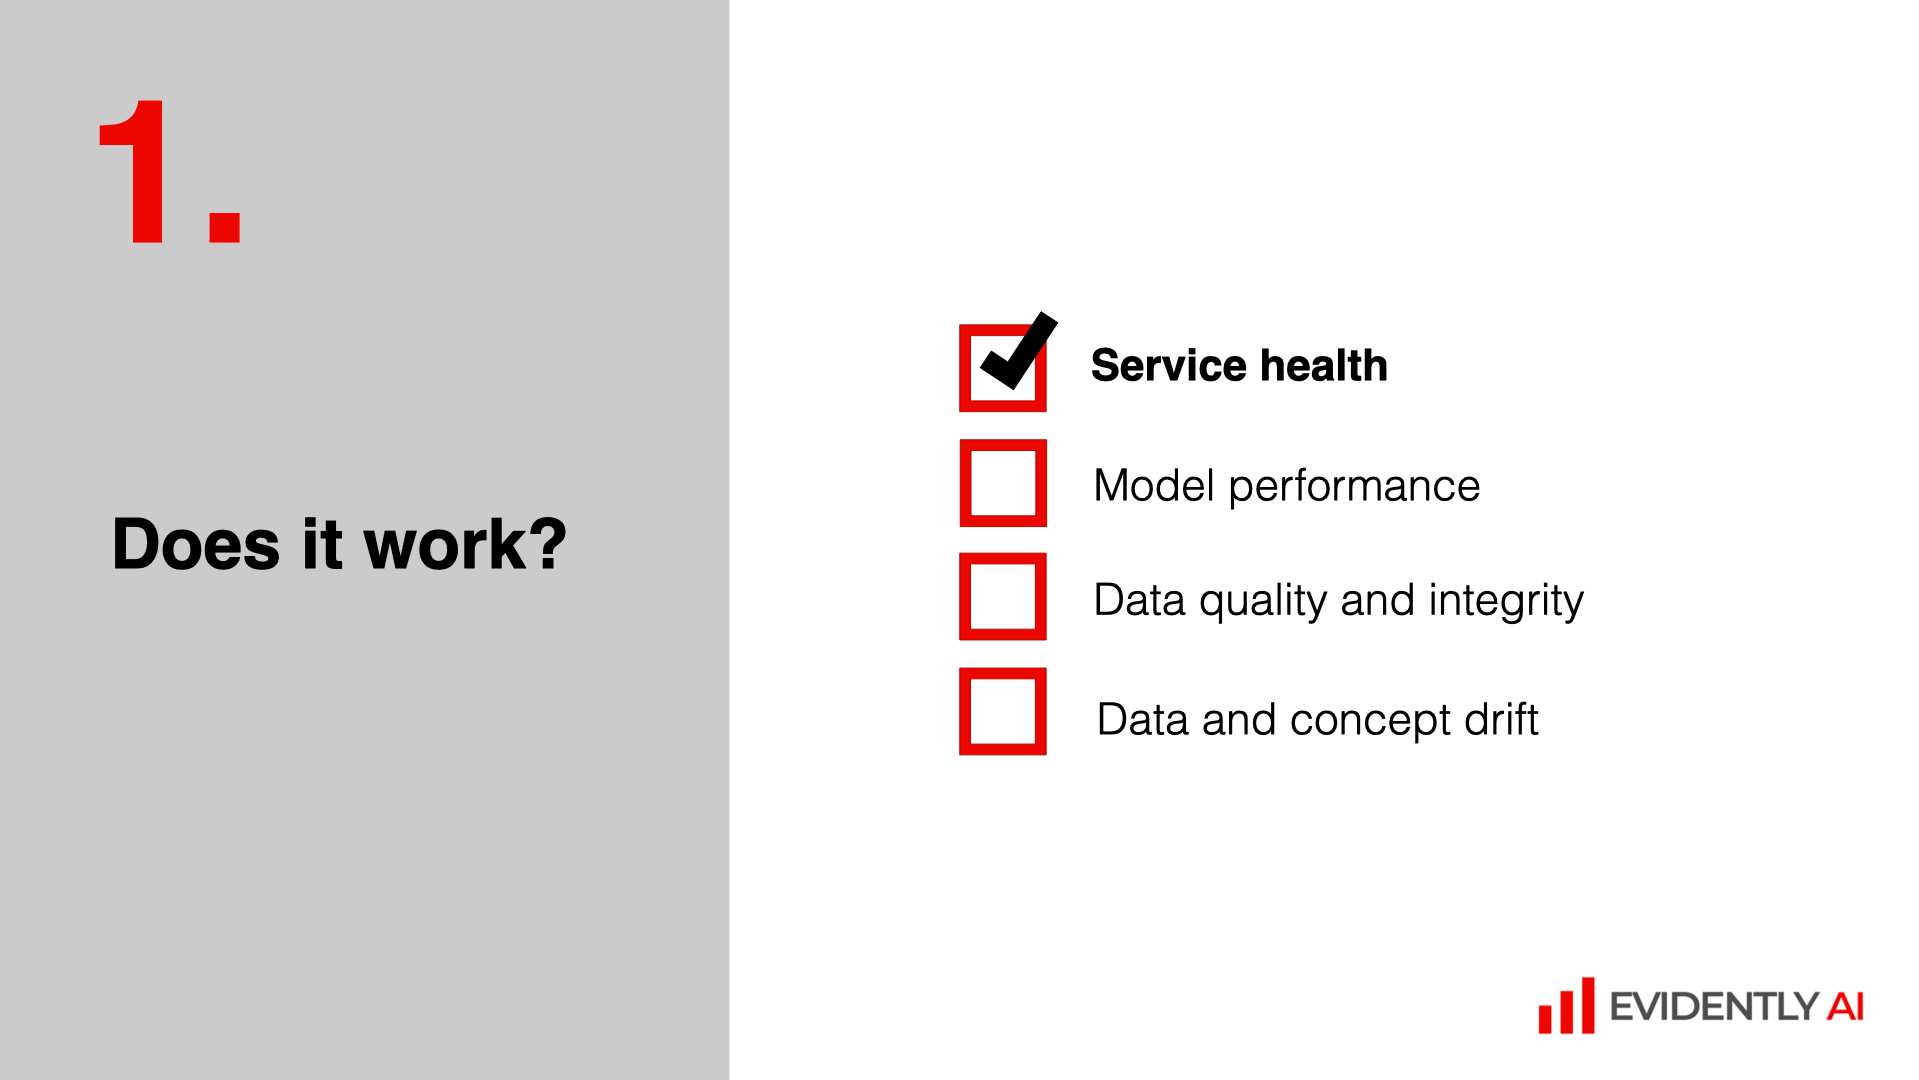 1.
Does it work?
Service health
Model performance
Data quality and integrity
Data and concept drift
EVIDENTLY AI